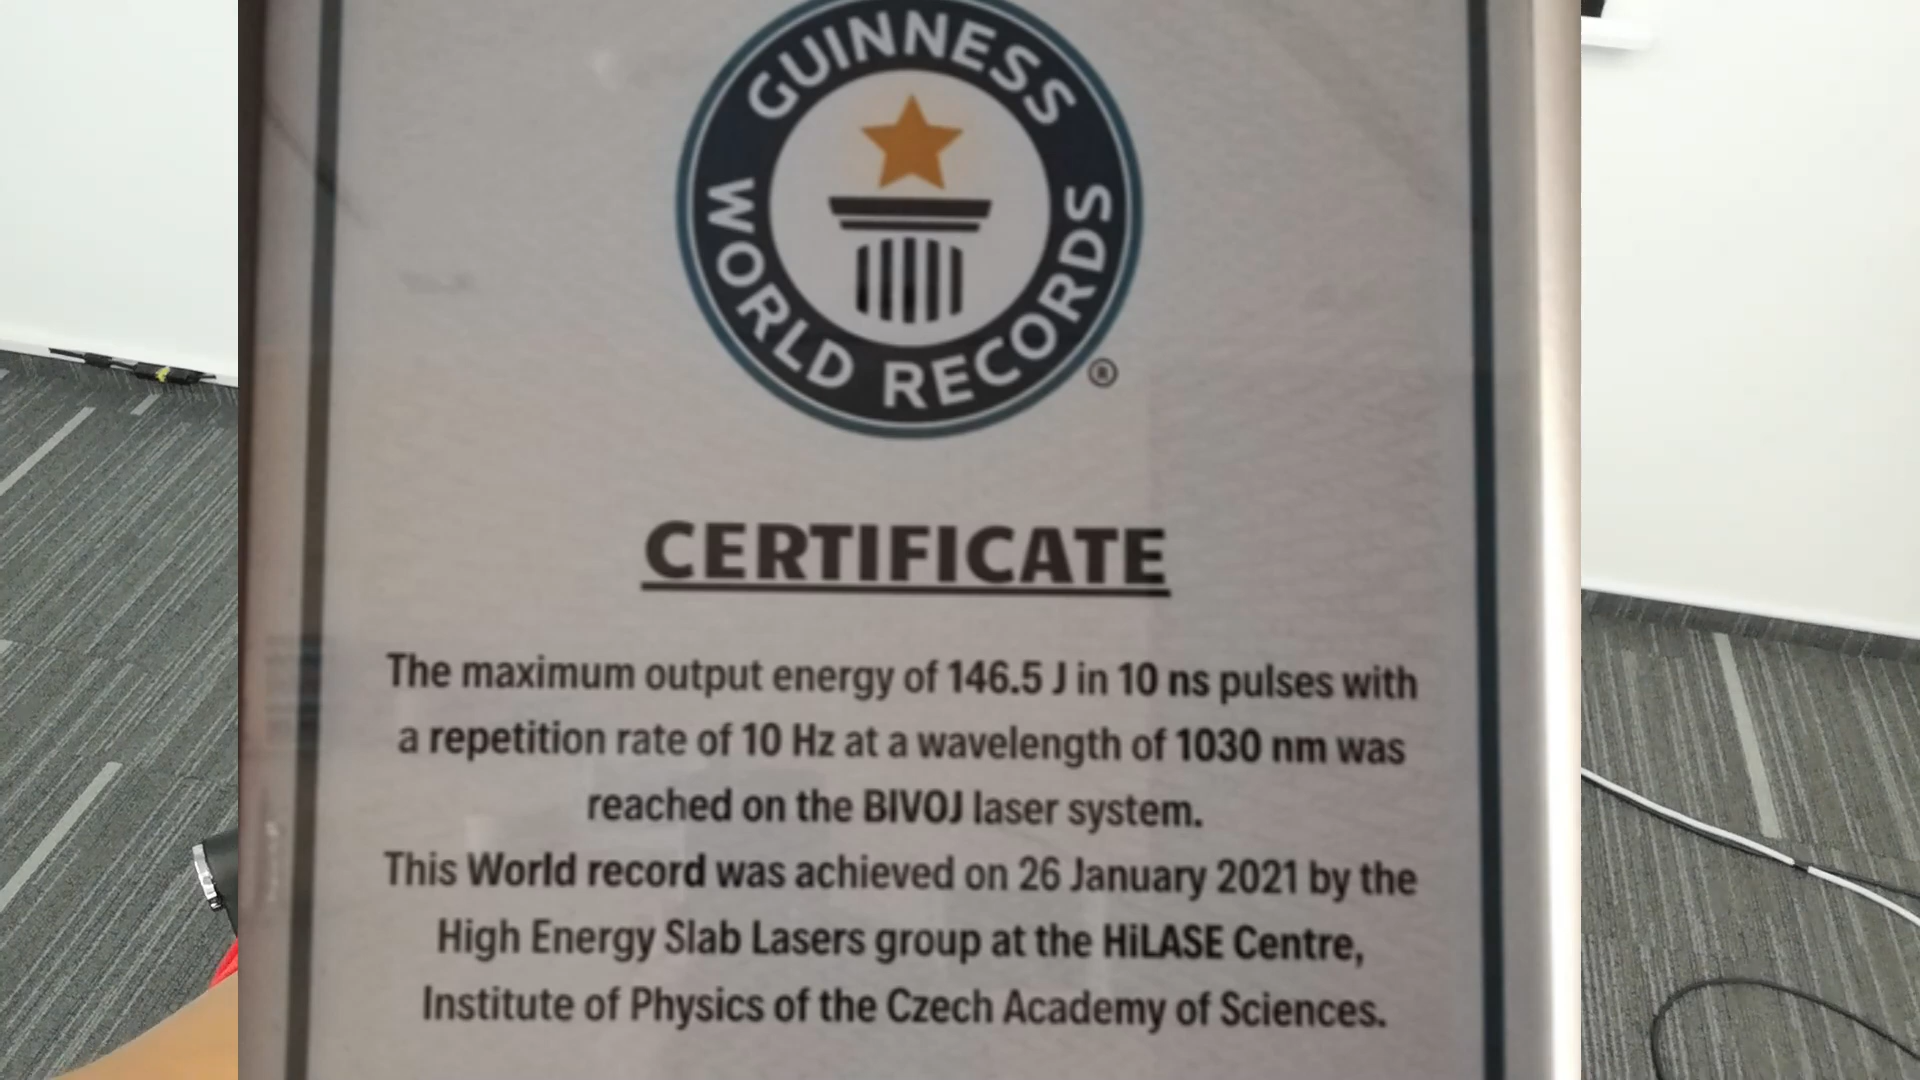 GUINNESS
WORLD RECORDS
®
CERTIFICATE
The maximum output energy of 146.5 J in 10 ns pulses with
a repetition rate of 10 Hz at a wavelength of 1030 nm was
reached on the BIVOJ laser system.
This World record was achieved on 26 January 2021 by the
High Energy Slab Lasers group at the HiLASE Centre,
Institute of Physics of the Czech Academy of Sciences.